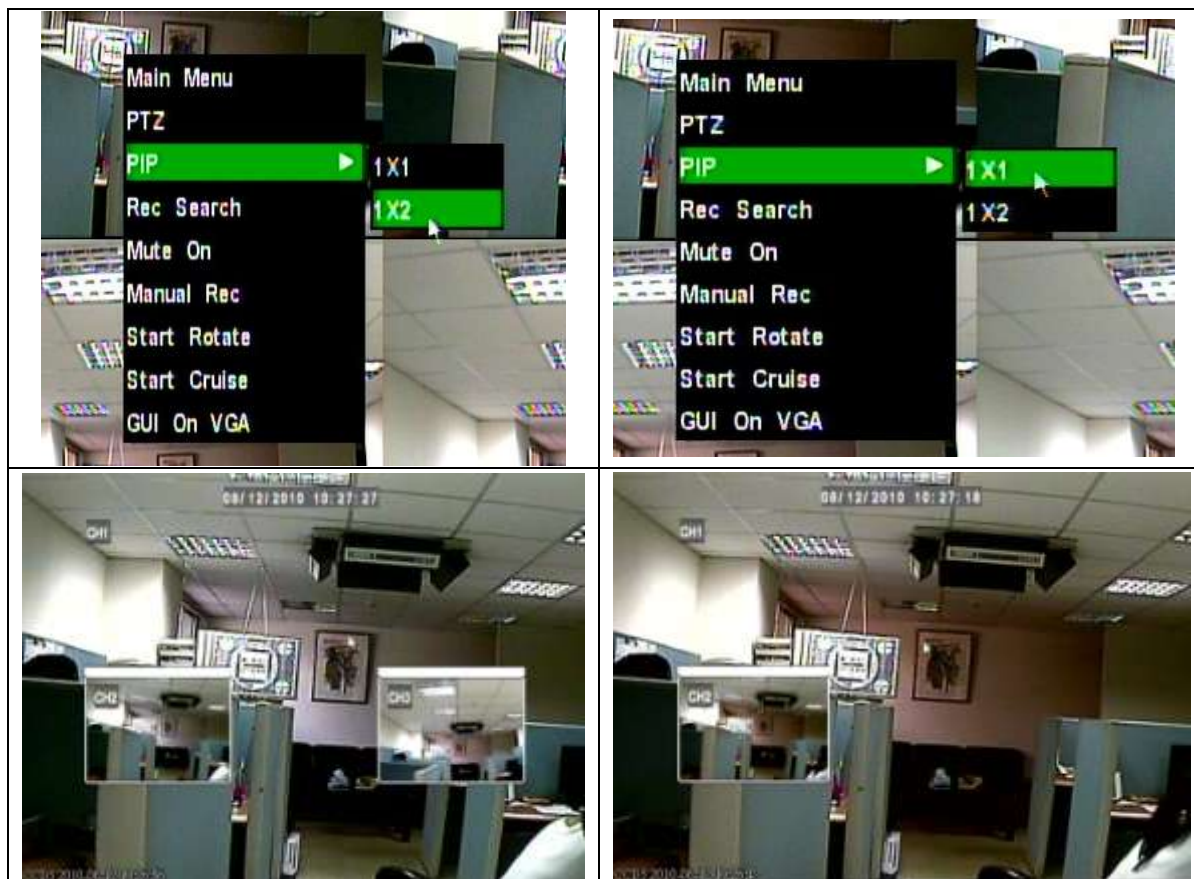 Main Menu
PTZ
PIP
1X1
Rec Search
1X2
Mute On
Manual Rec
Start Rotate
Start Cruise
GUI On VGA
Main Menu
PTZ
PIP
1X1
Rec Search
1X2
Mute On
Manual Rec
Start Rotate
Start Cruise
GUI On VGA
08/12/2010 10:27:27
CH1
CH2
CH3
08/12/2010 10:27:18
CH1
CH2